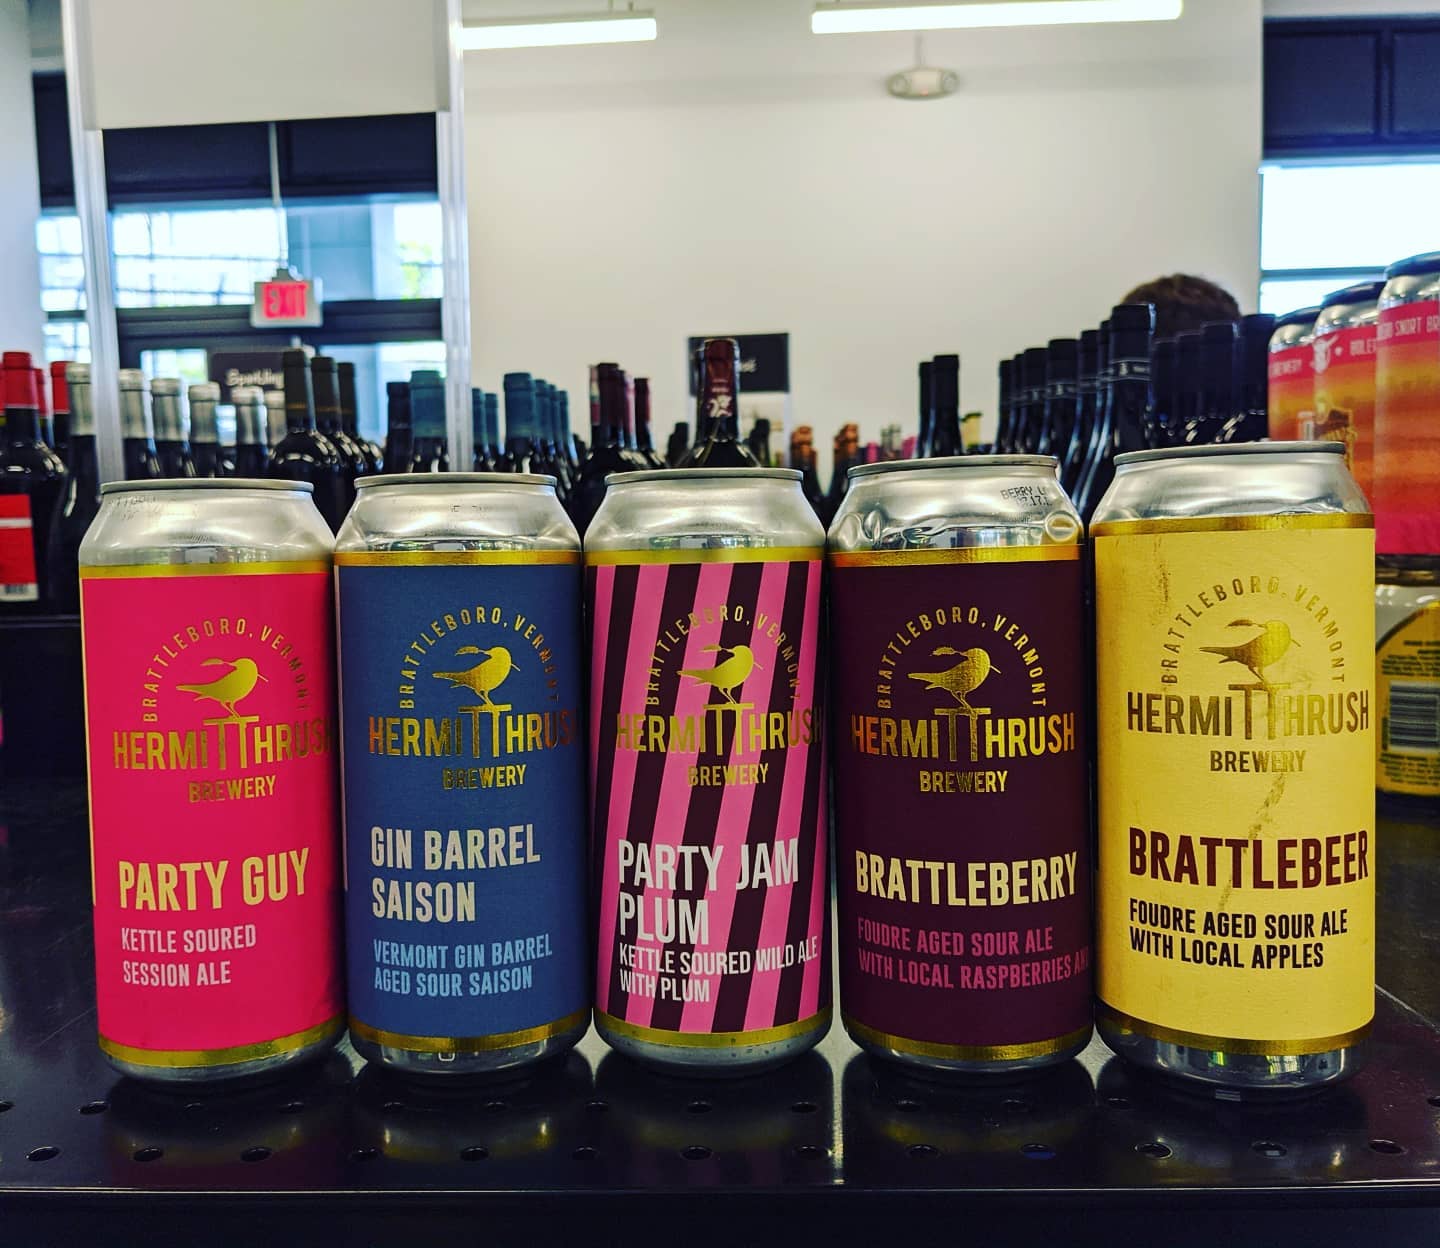 EXIT
Sparkling
BRATTLEBORO, VERMONT
HERMIT THRUSH
BREWERY
PARTY GUY
KETTLE SOURED
SESSION ALE
BRATTLEBORO, VERMONT
HERMIT THRUSH
BREWERY
GIN BARREL
SAISON
VERMONT GIN BARREL
AGED SOUR SAISON
BRATTLEBORO, VERMONT
HERMIT THRUSH
BREWERY
PARTY JAM
PLUM
KETTLE SOURED WILD ALE
WITH PLUM
BERRY
BRATTLEBORO, VERMONT
HERMIT THRUSH
BREWERY
BRATTLEBERRY
FOUDRE AGED SOUR ALE
WITH LOCAL RASPBERRIES
BRATTLEBORO, VERMONT
HERMIT THRUSH
BREWERY
BRATTLEBEER
FOUDRE AGED SOUR ALE
WITH LOCAL APPLES
SNORT